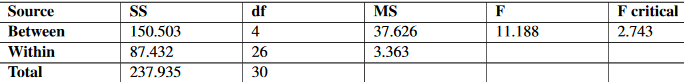 Source SS df MS F F critical
Between 150.503 4 37.626 11.188 2.743
Within 87.432 26 3.363
Total 237.935 30